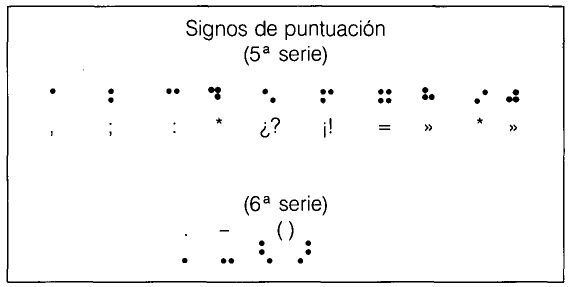 Signos de puntuación
(5ª serie)
⠂ ⠆ ⠒ ⠲ ⠢ ⠖ ⠶ ⠦ ⠔ ⠴
, ; : * ¿? ¡! = » * »
(6ª serie)
. – ( )
⠄ ⠤ ⠣ ⠜